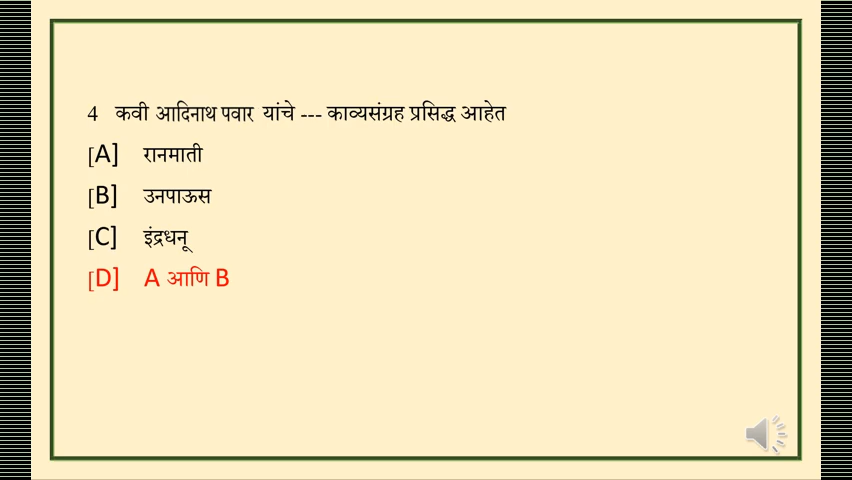 4 कवी आदिनाथ पवार यांचे --- काव्यसंग्रह प्रसिद्ध आहेत
[A] रानमाती
[B] उनपाऊस
[C] इंद्रधनू
[D] A आणि B